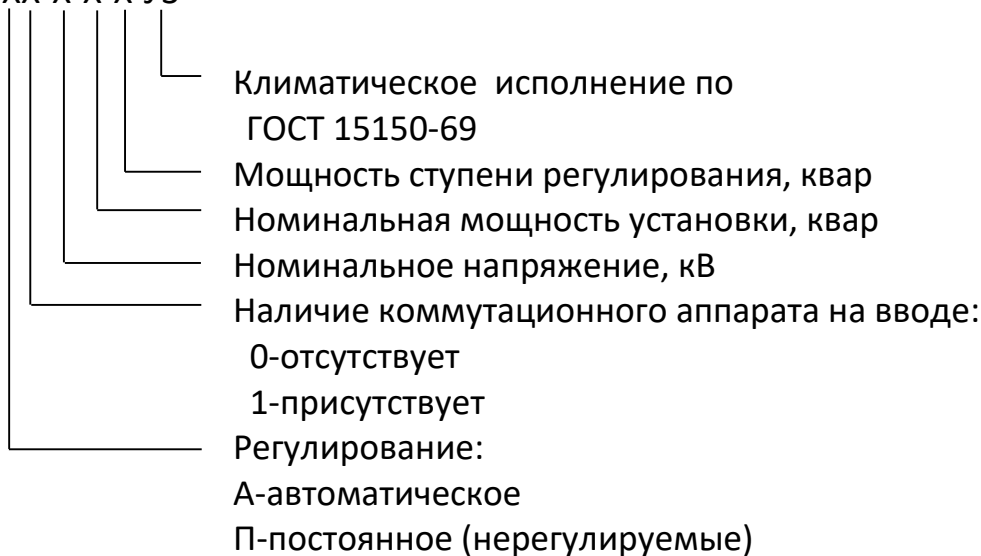 Климатическое исполнение по
ГОСТ 15150-69
Мощность ступени регулирования, квар
Номинальная мощность установки, квар
Номинальное напряжение, кВ
Наличие коммутационного аппарата на вводе:
0-отсутствует
1-присутствует
Регулирование:
А-автоматическое
П-постоянное (нерегулируемые)